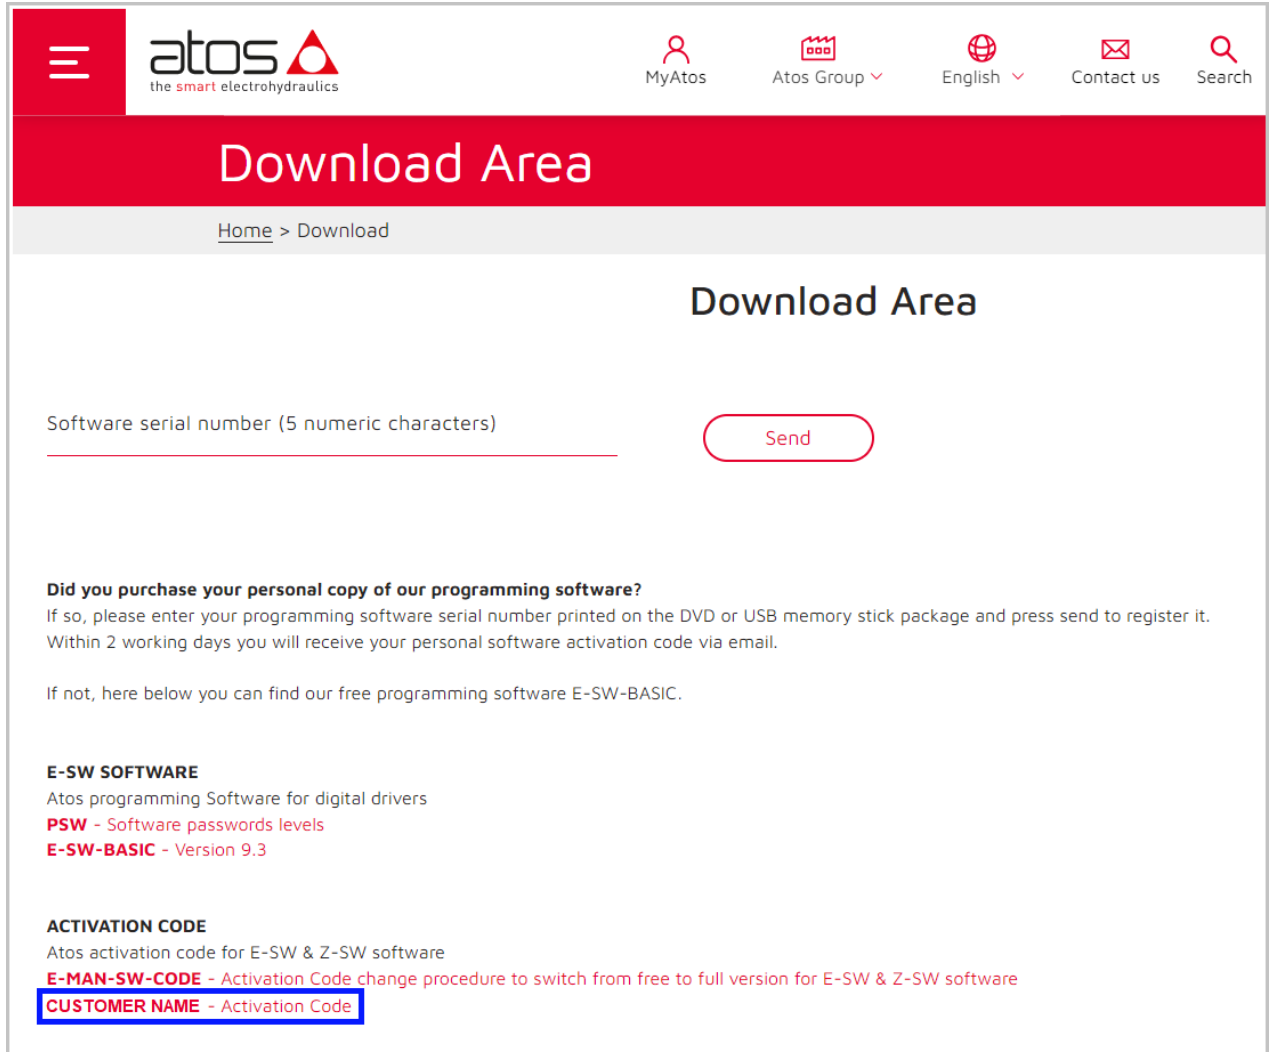 atos
the smart electrohydraulics
MyAtos
Atos Group
English
Contact us
Search
Download Area
Home > Download
Download Area
Software serial number (5 numeric characters)
Send
Did you purchase your personal copy of our programming software?
If so, please enter your programming software serial number printed on the DVD or USB memory stick package and press send to register it.
Within 2 working days you will receive your personal software activation code via email.
If not, here below you can find our free programming software E-SW-BASIC.
E-SW SOFTWARE
Atos programming Software for digital drivers
PSW - Software passwords levels
E-SW-BASIC - Version 9.3
ACTIVATION CODE
Atos activation code for E-SW & Z-SW software
E-MAN-SW-CODE - Activation Code change procedure to switch from free to full version for E-SW & Z-SW software
CUSTOMER NAME - Activation Code